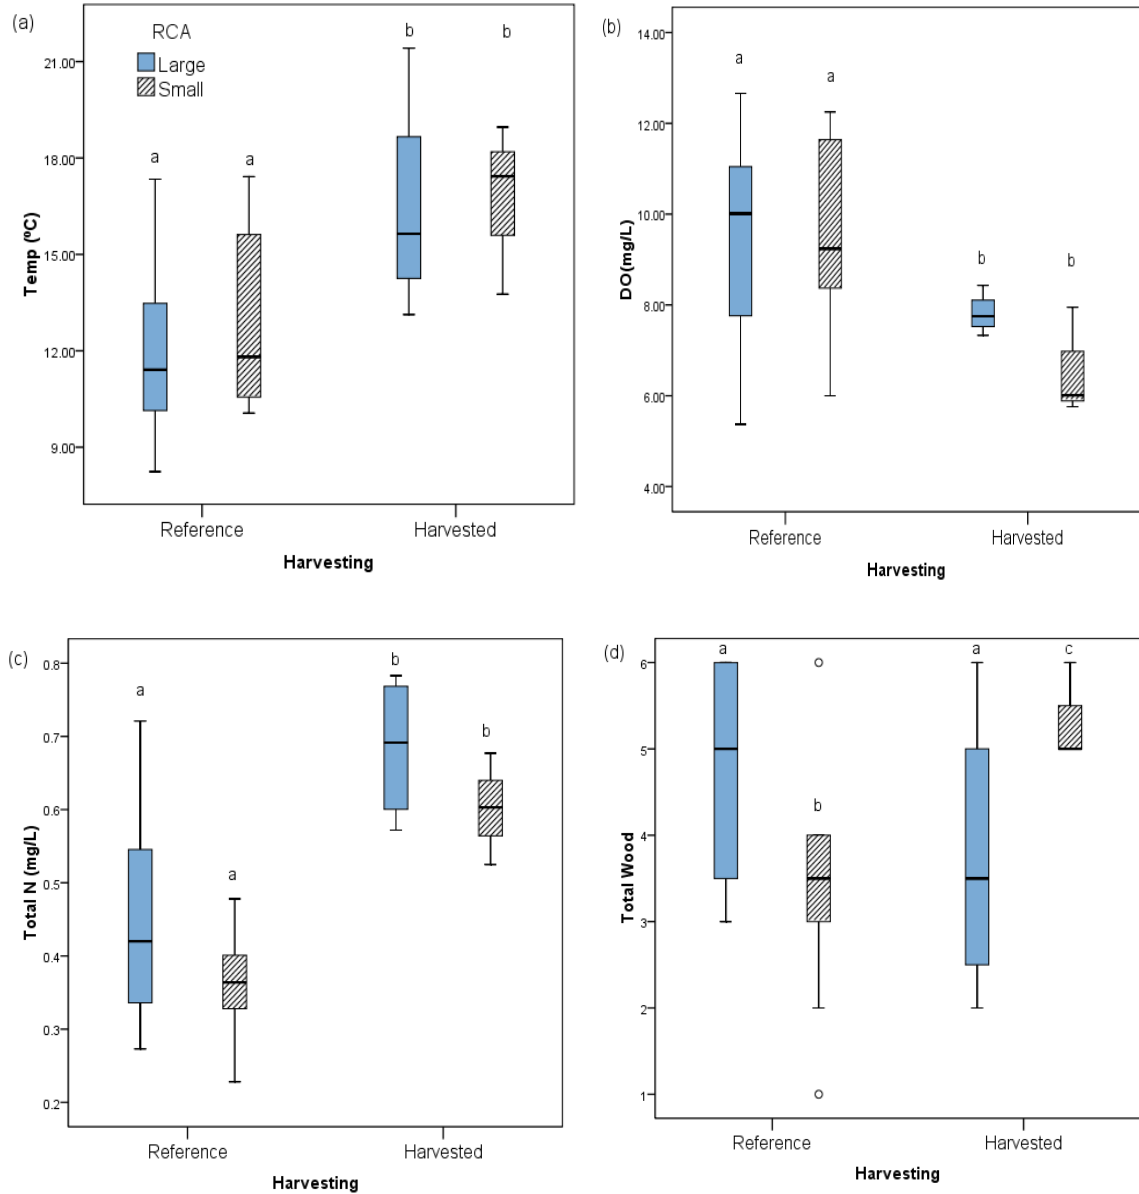 (a)
RCA
Large
Small
a
a
b
b
21.00
18.00
15.00
12.00
9.00
Temp (ºC)
Reference
Harvested
Harvesting
(b)
a
a
b
b
14.00
12.00
10.00
8.00
6.00
4.00
DO(mg/L)
Reference
Harvested
Harvesting
(c)
a
a
b
b
0.8
0.7
0.6
0.5
0.4
0.3
0.2
Total N (mg/L)
Reference
Harvested
Harvesting
(d)
a
b
a
c
6
5
4
3
2
1
Total Wood
Reference
Harvested
Harvesting